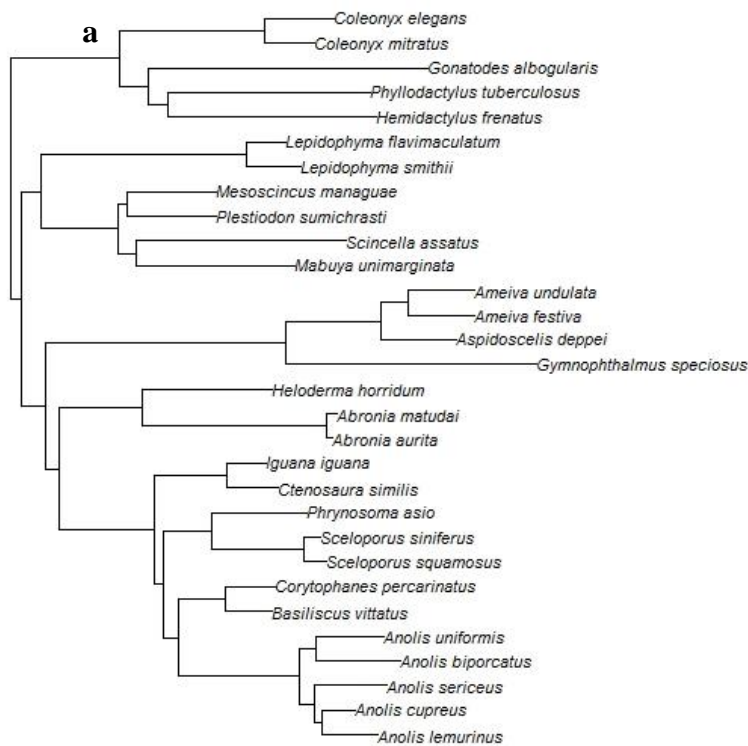 a
Coleonyx elegans
Coleonyx mitratus
Gonatodes albogularis
Phyllodactylus tuberculosus
Hemidactylus frenatus
Lepidophyma flavimaculatum
Lepidophyma smithii
Mesoscincus managuae
Plestiodon sumichrasti
Scincella assatus
Mabuya unimarginata
Ameiva undulata
Ameiva festiva
Aspidoscelis deppei
Gymnophthalmus speciosus
Heloderma horridum
Abronia matudai
Abronia aurita
Iguana iguana
Ctenosaura similis
Phrynosoma asio
Sceloporus siniferus
Sceloporus squamosus
Corytophanes percarinatus
Basiliscus vittatus
Anolis uniformis
Anolis biporcatus
Anolis sericeus
Anolis cupreus
Anolis lemurinus